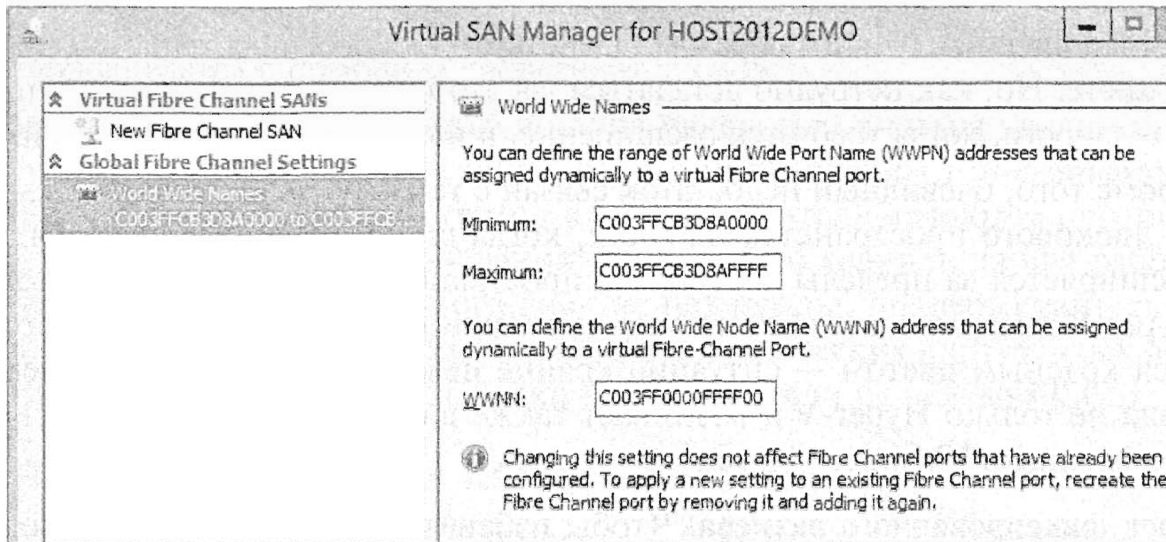 Virtual SAN Manager for HOST2012DEMO
Virtual Fibre Channel SANs
New Fibre Channel SAN
Global Fibre Channel Settings
World Wide Names
C003FFCB3D8A0000 to C003FFCB...
World Wide Names
You can define the range of World Wide Port Name (WWPN) addresses that can be
assigned dynamically to a virtual Fibre Channel port.
Minimum: C003FFCB3D8A0000
Maximum: C003FFCB3D8AFFFF
You can define the World Wide Node Name (WWNN) address that can be assigned
dynamically to a virtual Fibre-Channel Port.
WWNN: C003FF0000FFFF00
Changing this setting does not affect Fibre Channel ports that have already been
configured. To apply a new setting to an existing Fibre Channel port, recreate the
Fibre Channel port by removing it and adding it again.